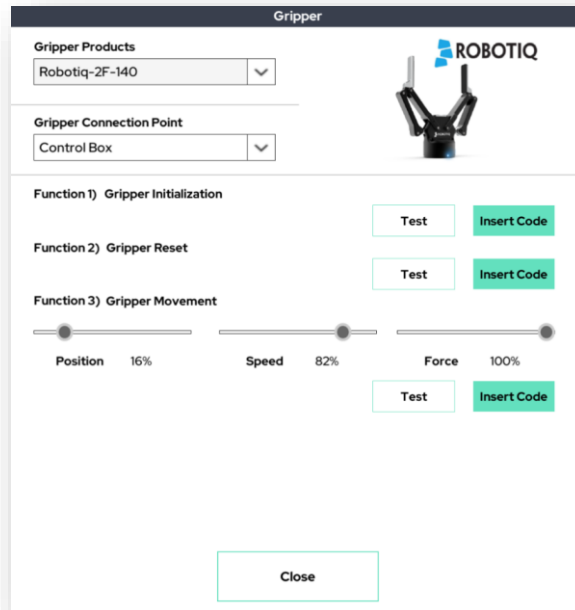 Gripper
Gripper Products
ROBOTIQ
Robotiq-2F-140
Gripper Connection Point
Control Box
Function 1) Gripper Initialization
Test Insert Code
Function 2) Gripper Reset
Test Insert Code
Function 3) Gripper Movement
Position 16% Speed 82% Force 100%
Test Insert Code
Close